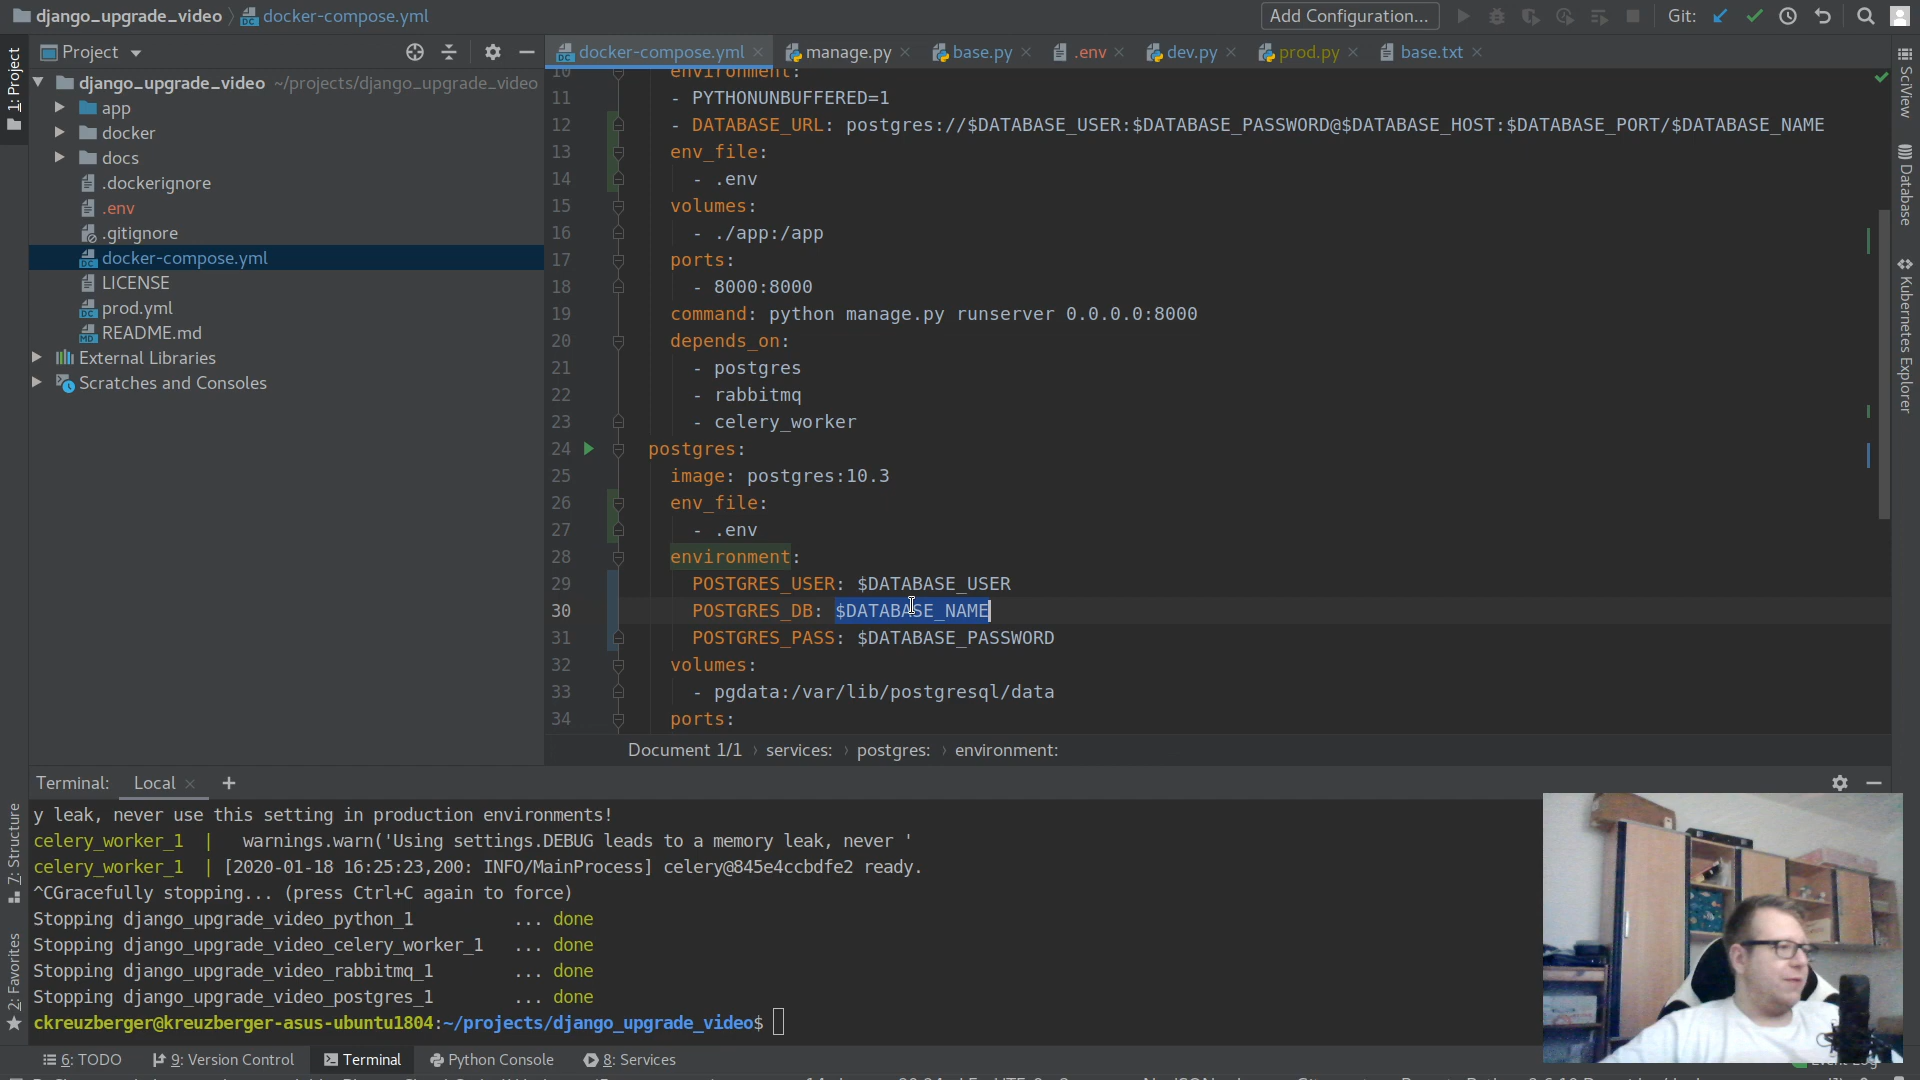 django_upgrade_video
docker-compose.yml
Add Configuration...
Git:
Project
docker-compose.yml
manage.py
base.py
.env
dev.py
prod.py
base.txt
1: Project
7: Structure
2: Favorites
SciView
Database
Kubernetes Explorer
django_upgrade_video ~/projects/django_upgrade_video
app
docker
docs
.dockerignore
.env
.gitignore
docker-compose.yml
LICENSE
prod.yml
README.md
External Libraries
Scratches and Consoles
10 environment:
11 - PYTHONUNBUFFERED=1
12 - DATABASE_URL: postgres://$DATABASE_USER:$DATABASE_PASSWORD@$DATABASE_HOST:$DATABASE_PORT/$DATABASE_NAME
13 env_file:
14 - .env
15 volumes:
16 - ./app:/app
17 ports:
18 - 8000:8000
19 command: python manage.py runserver 0.0.0.0:8000
20 depends_on:
21 - postgres
22 - rabbitmq
23 - celery_worker
24 postgres:
25 image: postgres:10.3
26 env_file:
27 - .env
28 environment:
29 POSTGRES_USER: $DATABASE_USER
30 POSTGRES_DB: $DATABASE_NAME
31 POSTGRES_PASS: $DATABASE_PASSWORD
32 volumes:
33 - pgdata:/var/lib/postgresql/data
34 ports:
Document 1/1 › services: › postgres: › environment:
Terminal: Local
y leak, never use this setting in production environments!
celery_worker_1 | warnings.warn('Using settings.DEBUG leads to a memory leak, never '
celery_worker_1 | [2020-01-18 16:25:23,200: INFO/MainProcess] celery@845e4ccbdfe2 ready.
^CGracefully stopping... (press Ctrl+C again to force)
Stopping django_upgrade_video_python_1 ... done
Stopping django_upgrade_video_celery_worker_1 ... done
Stopping django_upgrade_video_rabbitmq_1 ... done
Stopping django_upgrade_video_postgres_1 ... done
ckreuzberger@kreuzberger-asus-ubuntu1804:~/projects/django_upgrade_video$
6: TODO
9: Version Control
Terminal
Python Console
8: Services